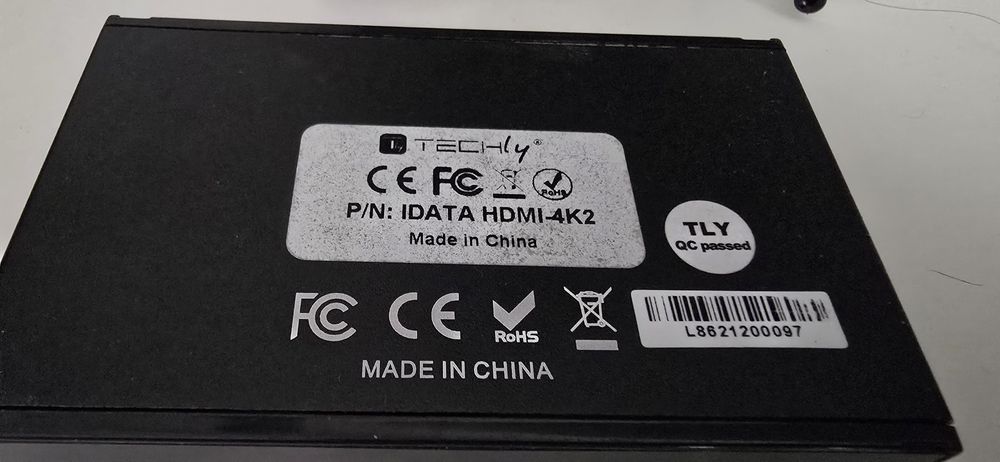 TECHly®
CE FC RoHS
P/N: IDATA HDMI-4K2
Made in China
TLY
QC passed
FC CE RoHS
L8621200097
MADE IN CHINA